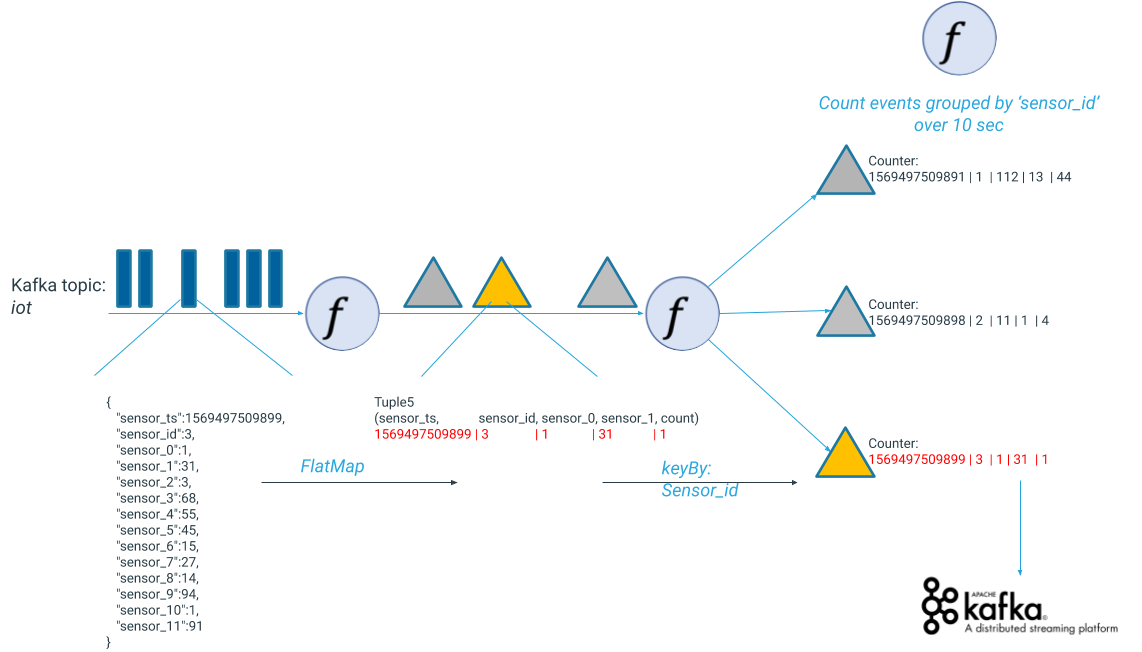 f
Count events grouped by ‘sensor_id’
over 10 sec
Counter:
1569497509891 | 1 | 112 | 13 | 44
Kafka topic:
iot
f
f
Counter:
1569497509898 | 2 | 11 | 1 | 4
{
"sensor_ts":1569497509899,
"sensor_id":3,
"sensor_0":1,
"sensor_1":31,
"sensor_2":3,
"sensor_3":68,
"sensor_4":55,
"sensor_5":45,
"sensor_6":15,
"sensor_7":27,
"sensor_8":14,
"sensor_9":94,
"sensor_10":1,
"sensor_11":91
}
FlatMap
Tuple5
(sensor_ts, sensor_id, sensor_0, sensor_1, count)
1569497509899 | 3 | 1 | 31 | 1
keyBy:
Sensor_id
Counter:
1569497509899 | 3 | 1 | 31 | 1
APACHE
kafka®
A distributed streaming platform